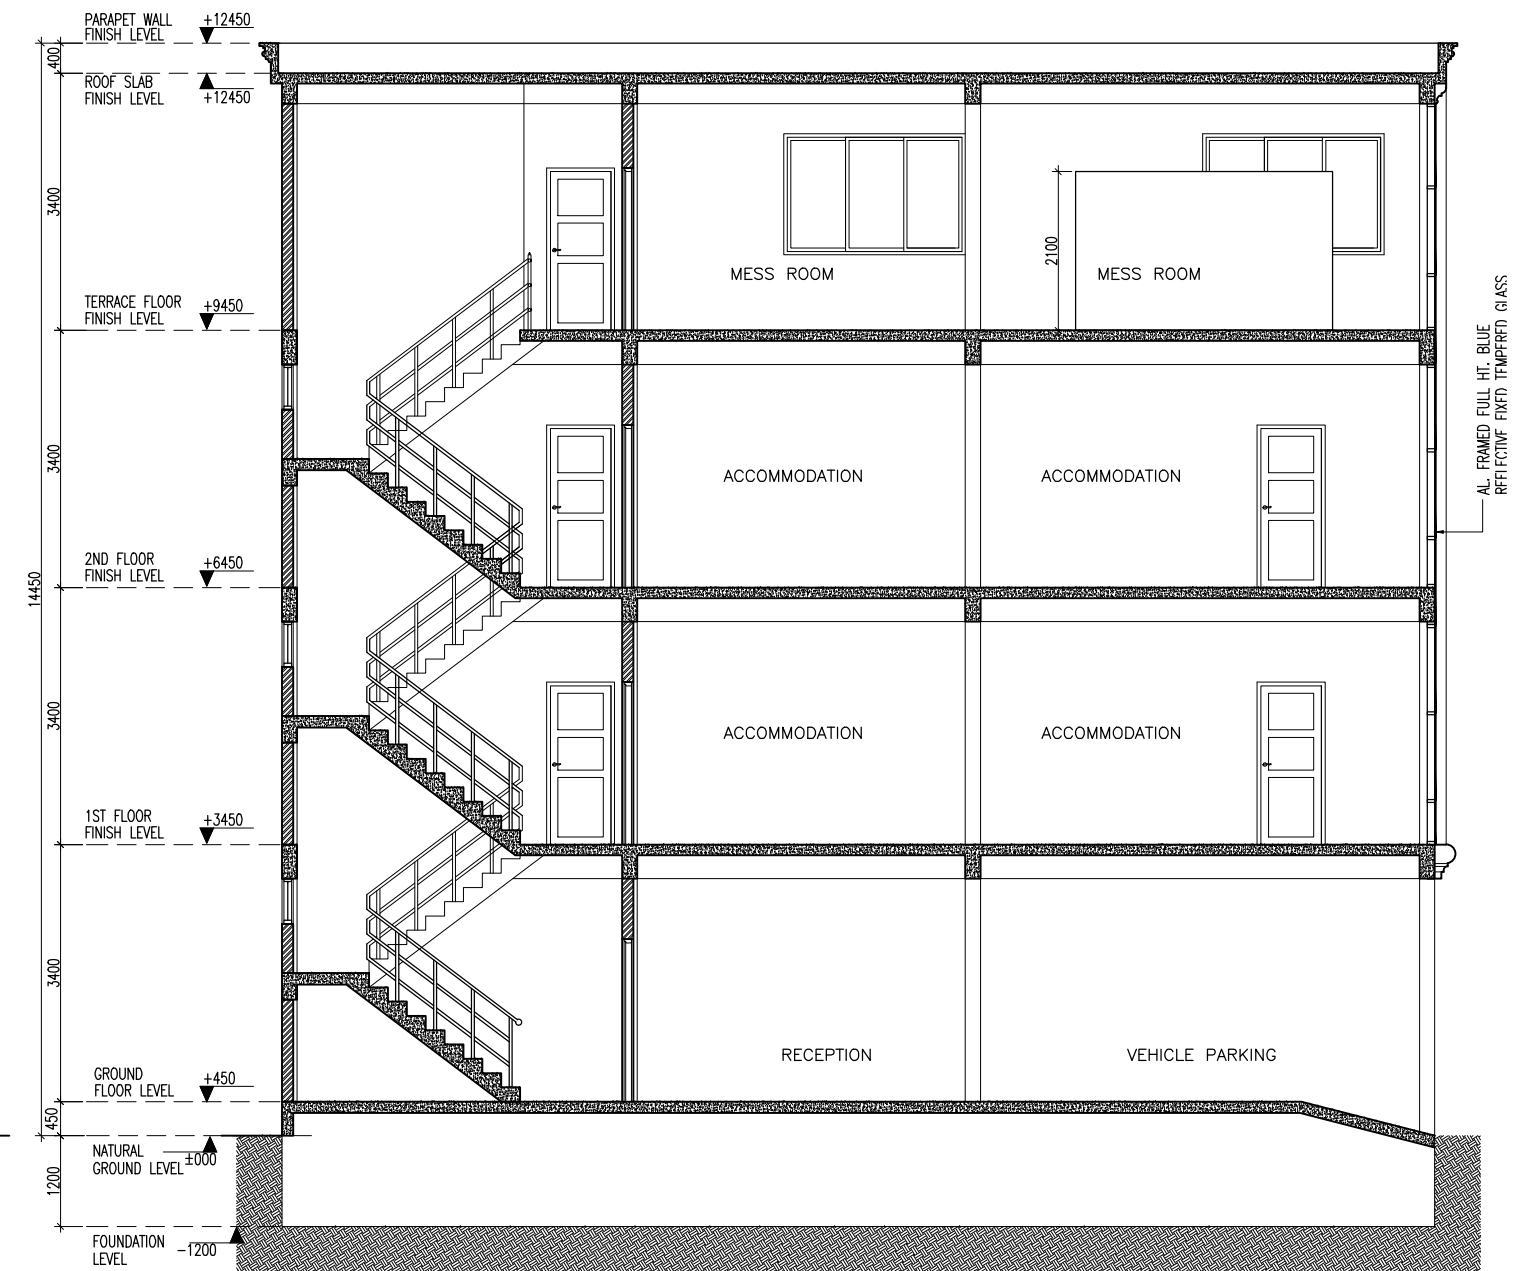 PARAPET WALL +12450
FINISH LEVEL
400
ROOF SLAB
FINISH LEVEL +12450
3400
2100
MESS ROOM
MESS ROOM
TERRACE FLOOR +9450
FINISH LEVEL
AL. FRAMED FULL HT. BLUE
REFLECTIVE FIXED TEMPERED GLASS
3400
ACCOMMODATION
ACCOMMODATION
2ND FLOOR +6450
FINISH LEVEL
14450
3400
ACCOMMODATION
ACCOMMODATION
1ST FLOOR +3450
FINISH LEVEL
3400
RECEPTION
VEHICLE PARKING
GROUND +450
FLOOR LEVEL
450
NATURAL
GROUND LEVEL ±000
1200
FOUNDATION -1200
LEVEL